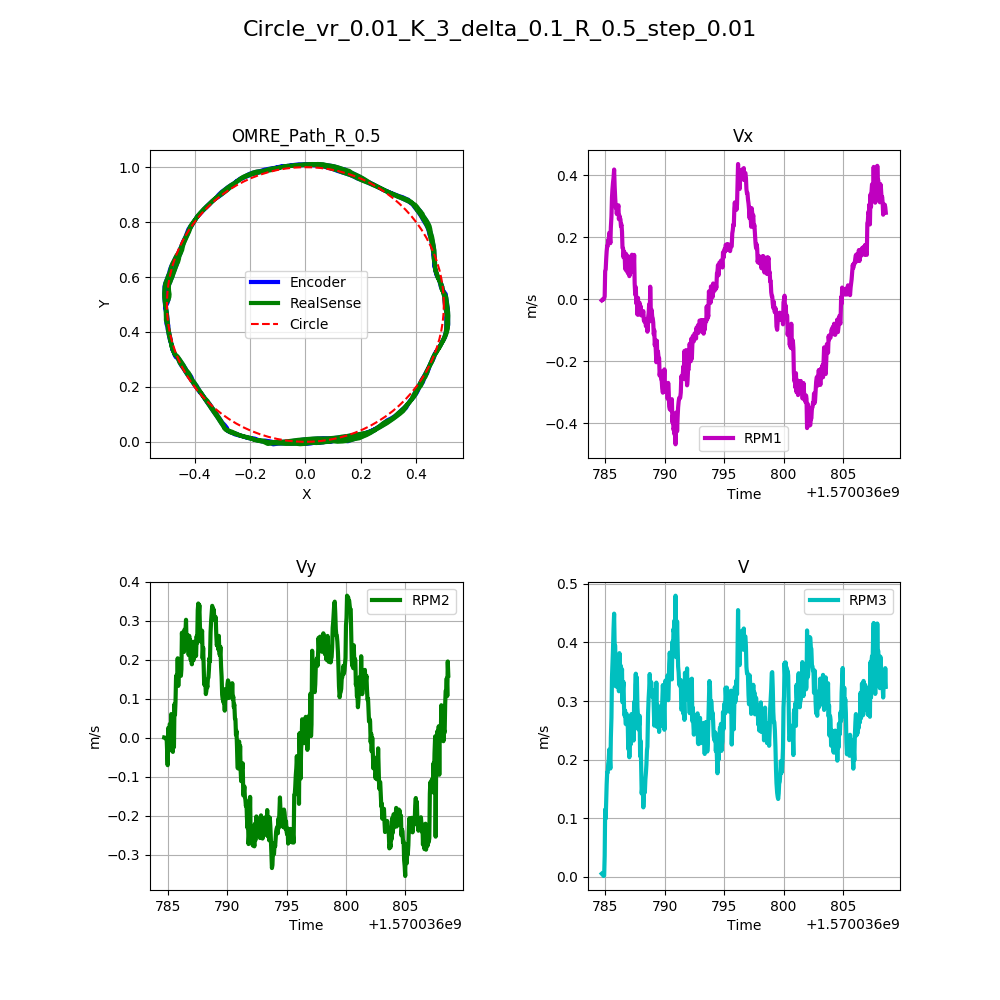 Circle_vr_0.01_K_3_delta_0.1_R_0.5_step_0.01
OMRE_Path_R_0.5
1.0
0.8
0.6
0.4
0.2
0.0
Y
Encoder
RealSense
Circle
−0.4 −0.2 0.0 0.2 0.4
X
Vx
0.4
0.2
0.0
−0.2
−0.4
m/s
RPM1
785 790 795 800 805
Time
+1.570036e9
Vy
0.4
0.3
0.2
0.1
0.0
−0.1
−0.2
−0.3
m/s
RPM2
785 790 795 800 805
Time
+1.570036e9
V
0.5
0.4
0.3
0.2
0.1
0.0
m/s
RPM3
785 790 795 800 805
Time
+1.570036e9